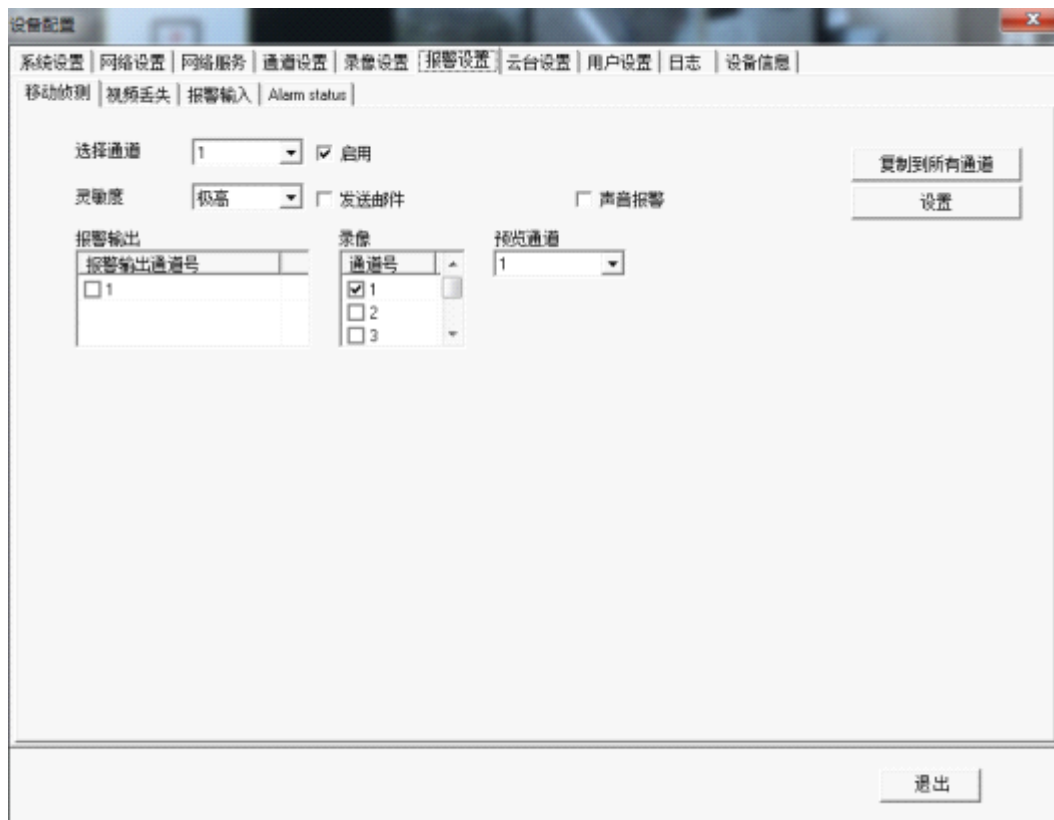 设备配置
系统设置 网络设置 网络服务 通道设置 录像设置 报警设置 云台设置 用户设置 日志 设备信息
移动侦测 视频丢失 报警输入 Alarm status
选择通道 1 启用 复制到所有通道
灵敏度 极高 发送邮件 声音报警 设置
报警输出 录像 预览通道
报警输出通道号 通道号 1
1 1
2
3
退出